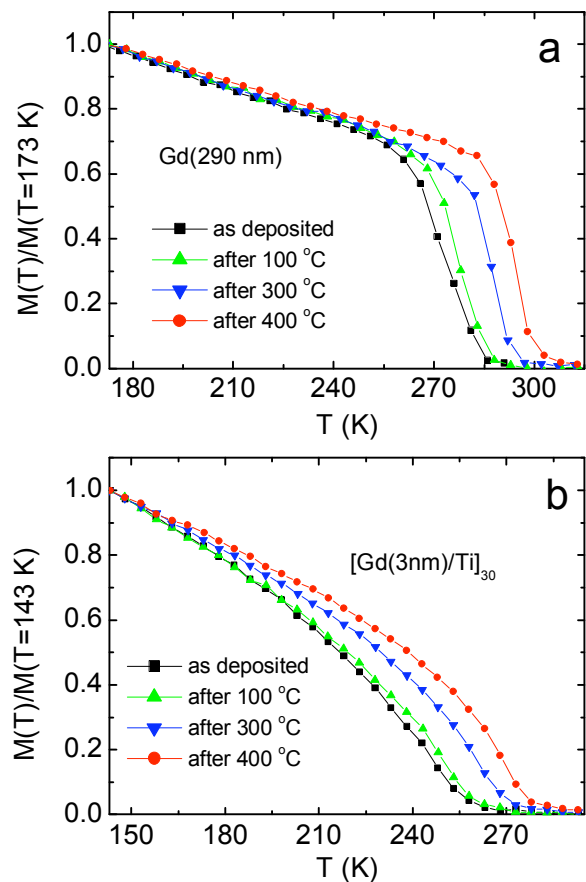 a
M(T)/M(T=173 K)
1.0
0.8
0.6
0.4
0.2
0.0
Gd(290 nm)
as deposited
after 100 °C
after 300 °C
after 400 °C
180 210 240 270 300
T (K)
b
M(T)/M(T=143 K)
1.0
0.8
0.6
0.4
0.2
0.0
[Gd(3nm)/Ti]30
as deposited
after 100 °C
after 300 °C
after 400 °C
150 180 210 240 270
T (K)